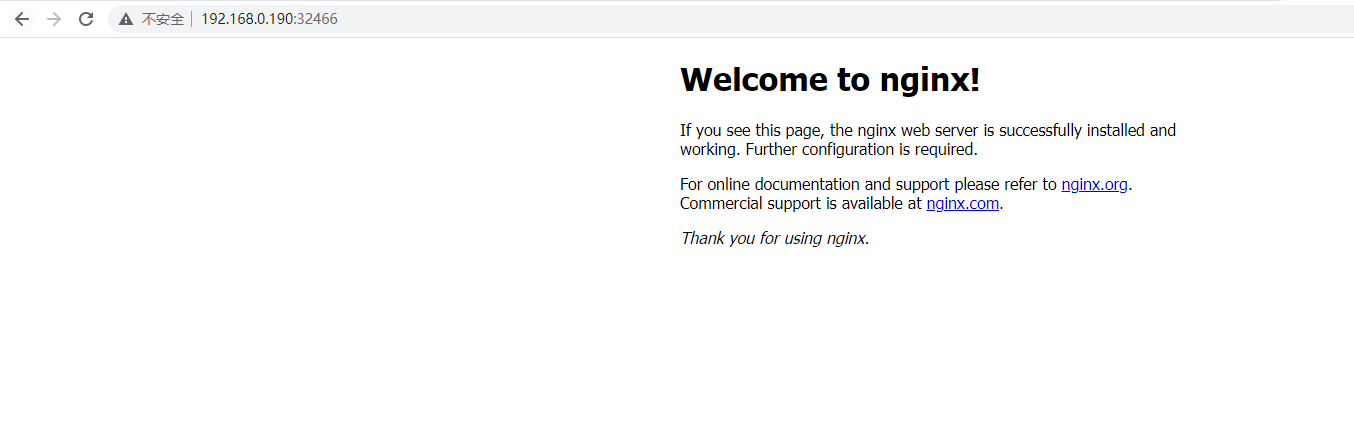 不安全 192.168.0.190:32466
Welcome to nginx!
If you see this page, the nginx web server is successfully installed and
working. Further configuration is required.
For online documentation and support please refer to nginx.org.
Commercial support is available at nginx.com.
Thank you for using nginx.